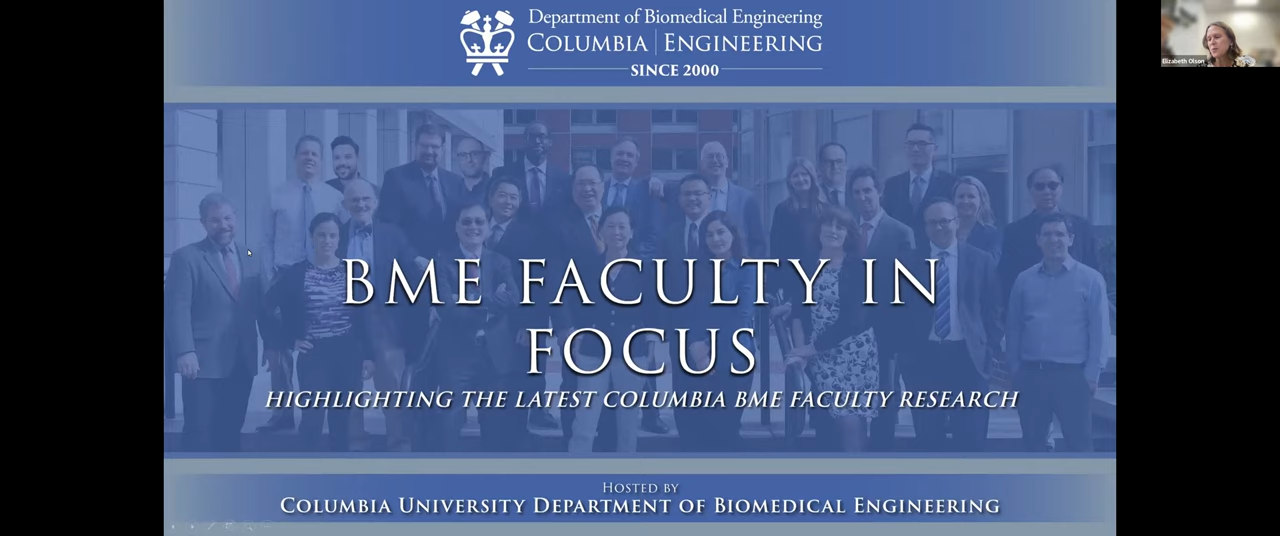 Department of Biomedical Engineering
COLUMBIA | ENGINEERING
SINCE 2000
Elizabeth Olson
BME FACULTY IN
FOCUS
HIGHLIGHTING THE LATEST COLUMBIA BME FACULTY RESEARCH
HOSTED BY
COLUMBIA UNIVERSITY DEPARTMENT OF BIOMEDICAL ENGINEERING